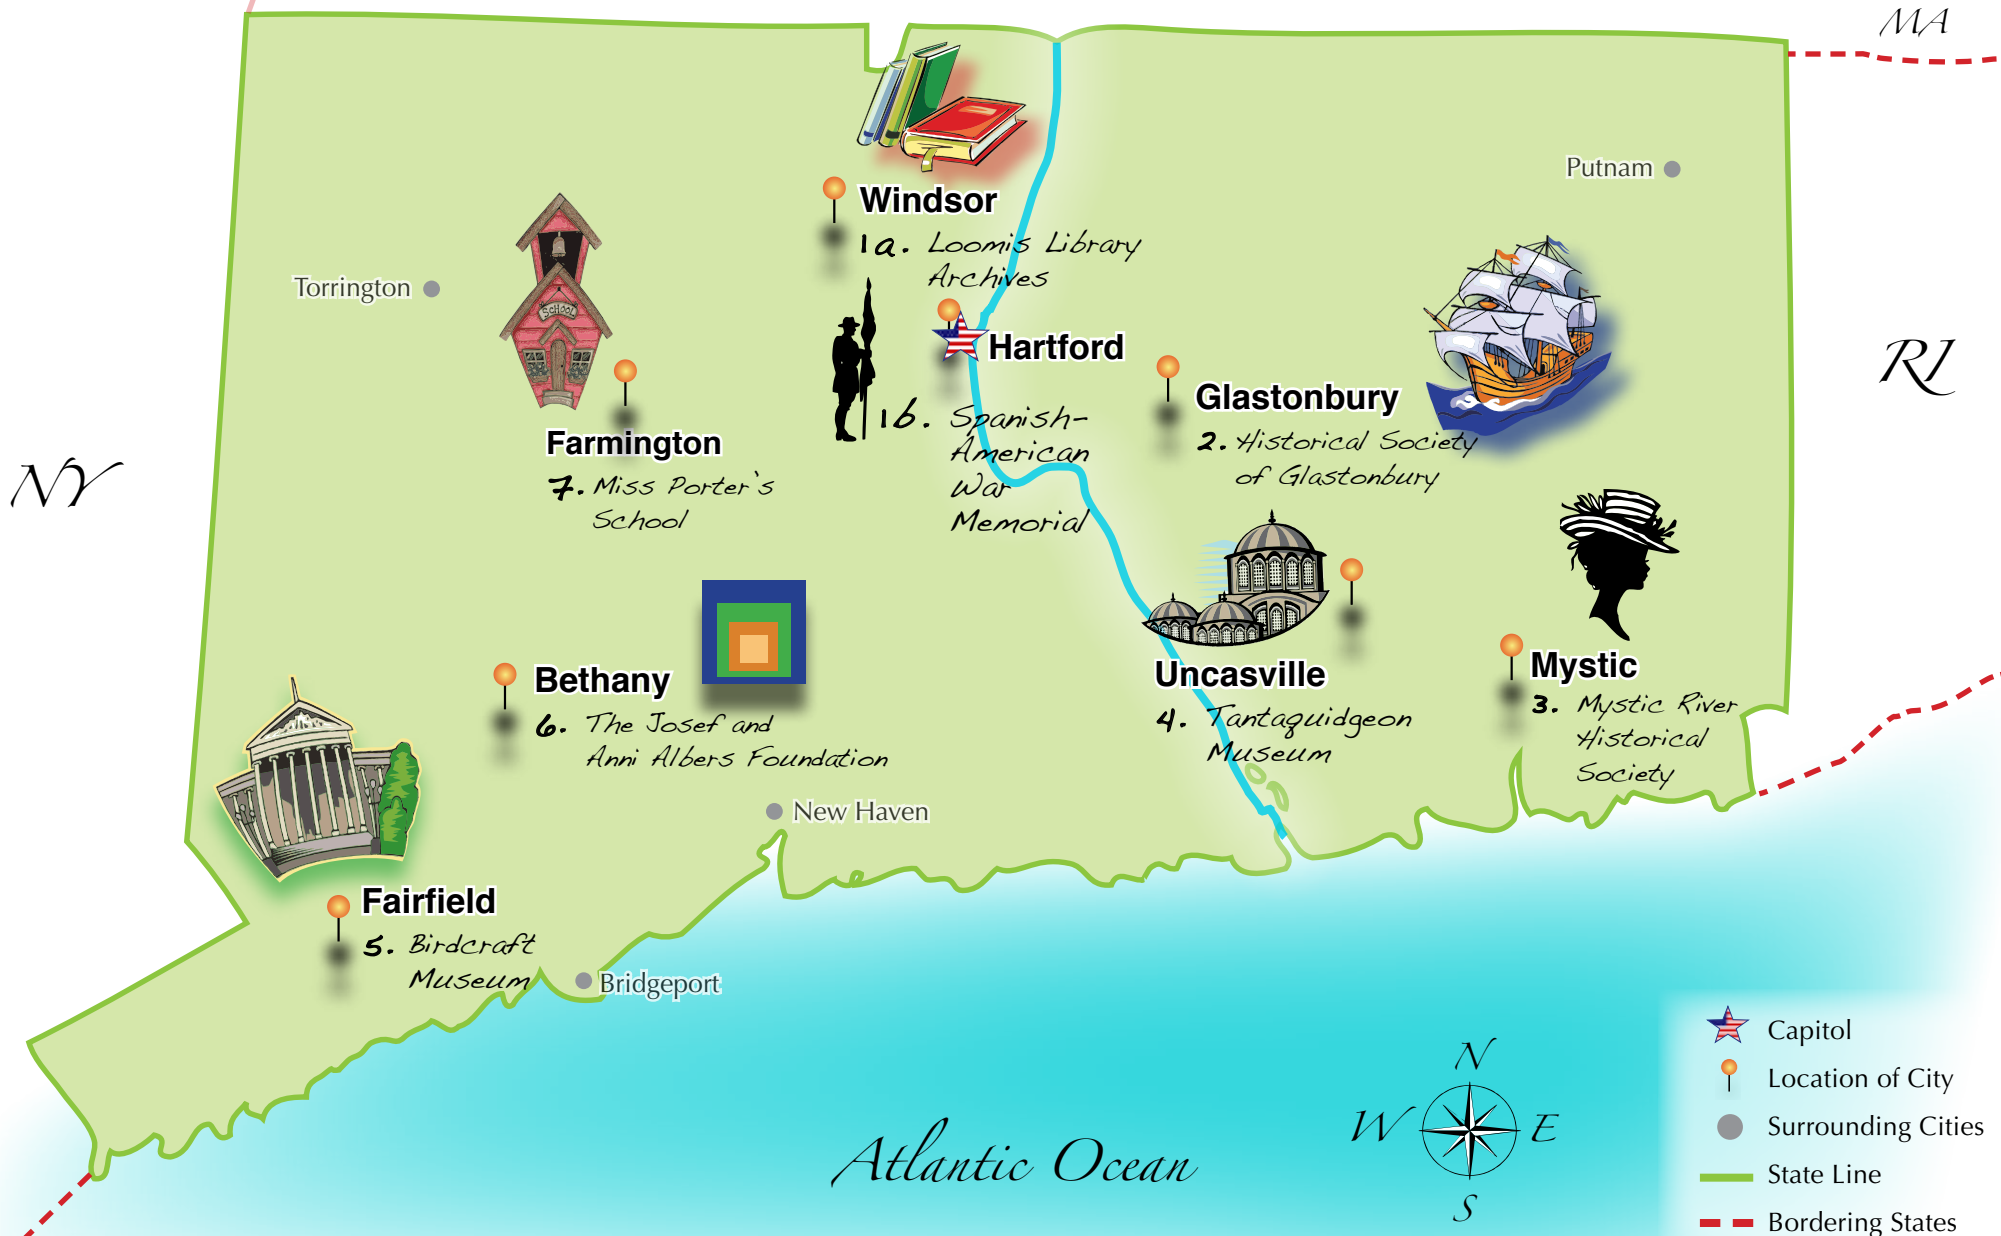 MA
Putnam
Windsor
1a. Loomis Library
Archives
Torrington
SCHOOL
Hartford
1b. Spanish-
American
War
Memorial
RI
Glastonbury
2. Historical Society
of Glastonbury
Farmington
7. Miss Porter's
School
NY
Uncasville
4. Tantaquidgeon
Museum
Mystic
3. Mystic River
Historical
Society
Bethany
6. The Josef and
Anni Albers Foundation
New Haven
Fairfield
5. Birdcraft
Museum
Bridgeport
Atlantic Ocean
N
W E
S
Capitol
Location of City
Surrounding Cities
State Line
Bordering States